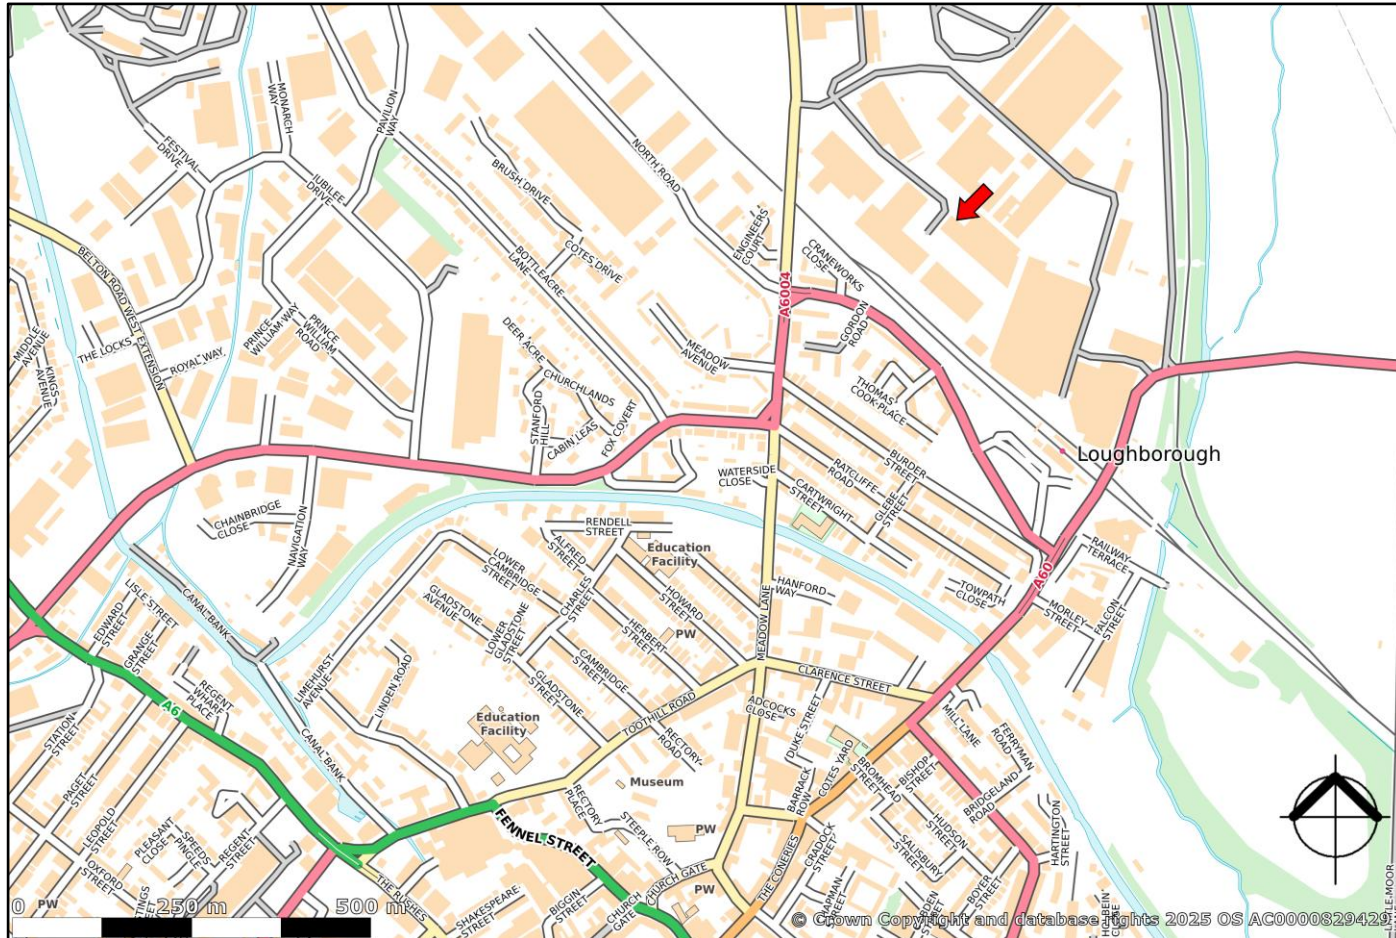 MONARCH
WAY
PAVILION
WAY
FESTIVAL
DRIVE
JUBILEE
DRIVE
BRUSH DRIVE
NORTH ROAD
COTES DRIVE
BOTTLEACRE
LANE
ENGINEERS
COURT
CRANEWORKS
CLOSE
A6004
GORDON
ROAD
BELTON ROAD WEST EXTENSION
PRINCE
WILLIAM WAY
PRINCE
WILLIAM
ROAD
MIDDLE
AVENUE
KINGS
AVENUE
THE LOCKS
ROYAL WAY
DEER ACRE
CHURCHLANDS
MEADOW
AVENUE
THOMAS
COOK PLACE
STANFORD
HILL
CABIN LEAS
FOX COVERT
Loughborough
WATERSIDE
CLOSE
BURDER
STREET
RATCLIFFE
ROAD
GLEBE
STREET
CARTWRIGHT
STREET
CHAINBRIDGE
CLOSE
NAVIGATION
WAY
RENDELL
STREET
ALFRED
STREET
Education
Facility
RAILWAY
TERRACE
A60
LOWER
CAMBRIDGE
STREET
CHARLES
STREET
HOWARD
STREET
HANFORD
WAY
TOWPATH
CLOSE
MORLEY
STREET
FALCON
STREET
LISLE STREET
CANAL BANK
EDWARD
STREET
GRANGE
STREET
GLADSTONE
AVENUE
LOWER
GLADSTONE
STREET
HERBERT
STREET
PW
MEADOW LANE
CLARENCE STREET
LIMEHURST
AVENUE
LINDEN ROAD
CAMBRIDGE
STREET
GLADSTONE
STREET
REGENT
WHARF
PLACE
A6
STATION
STREET
CANAL BANK
Education
Facility
TOOTHILL ROAD
RECTORY
ROAD
ADCOCKS
CLOSE
DUKE STREET
MILL LANE
FERRYMAN
ROAD
COTES YARD
BROMHEAD
STREET
BISHOP
STREET
BRIDGELAND
ROAD
Museum
BARRACK
ROW
PAGET
STREET
LEOPOLD
STREET
PLEASANT
CLOSE
SPEEDS
PINGLE
REGENT
STREET
OXFORD
STREET
FENNEL STREET
RECTORY
PLACE
STEEPLE ROW
PW
HUDSON
STREET
SALISBURY
STREET
HARTINGTON
STREET
THE CONERIES
CRADOCK
STREET
BOYER
STREET
CHURCH GATE
PW
THE RUSHES
SHAKESPEARE
BIGGIN
STREET
CHURCH
GATE
PW
0 250 m 500 m
© Crown Copyright and database rights 2025 OS AC0000829429